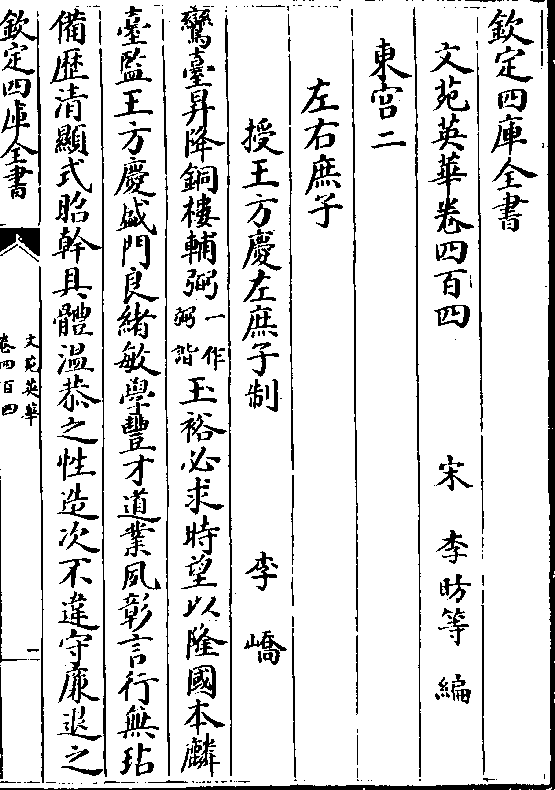 欽定四庫全書
文苑英華卷四百四　　宋　李昉等　編
東宮二
左右庶子
授王方慶左庶子制　　李嶠
鸞臺昇降銅樓輔弼一作弼諧玉裕必求時望以隆國本麟
臺監王方慶盛門良緒敏學豐才道業夙彰言行無玷
備歷清顯式昭幹具體溫恭之性造次不違守廉退之
欽定四庫全書
文苑英華
卷四百四
一